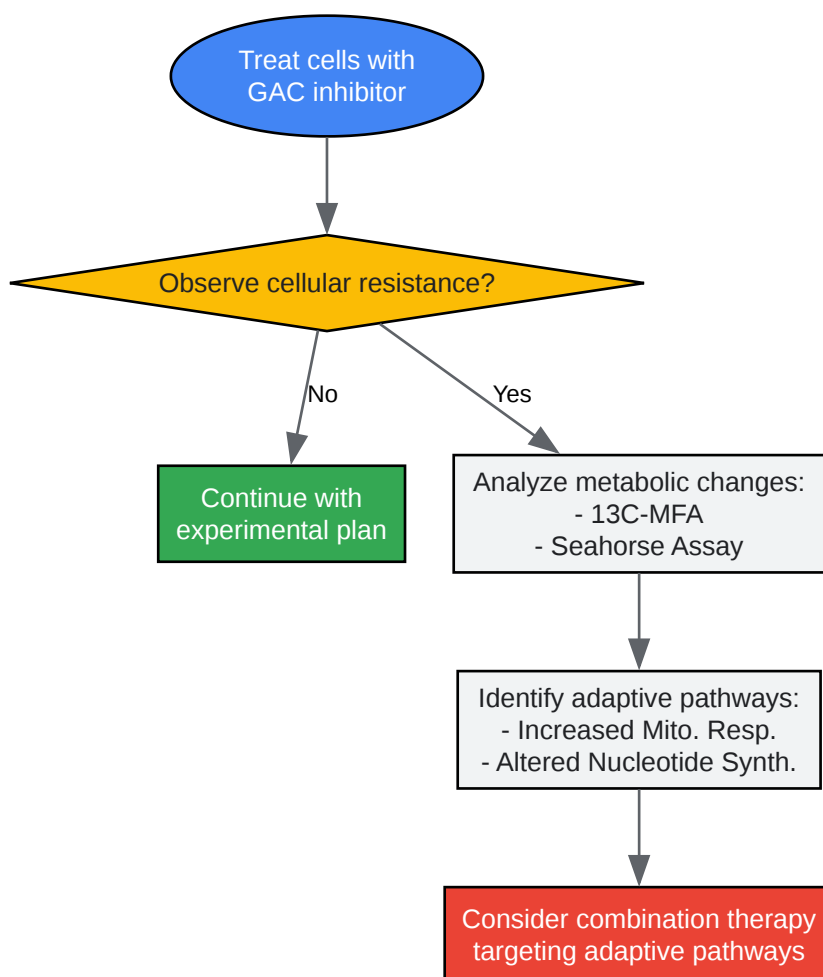 Treat cells with
GAC inhibitor
Observe cellular resistance?
No
Yes
Continue with
experimental plan
Analyze metabolic changes:
- 13C-MFA
- Seahorse Assay
Identify adaptive pathways:
- Increased Mito. Resp.
- Altered Nucleotide Synth.
Consider combination therapy
targeting adaptive pathways